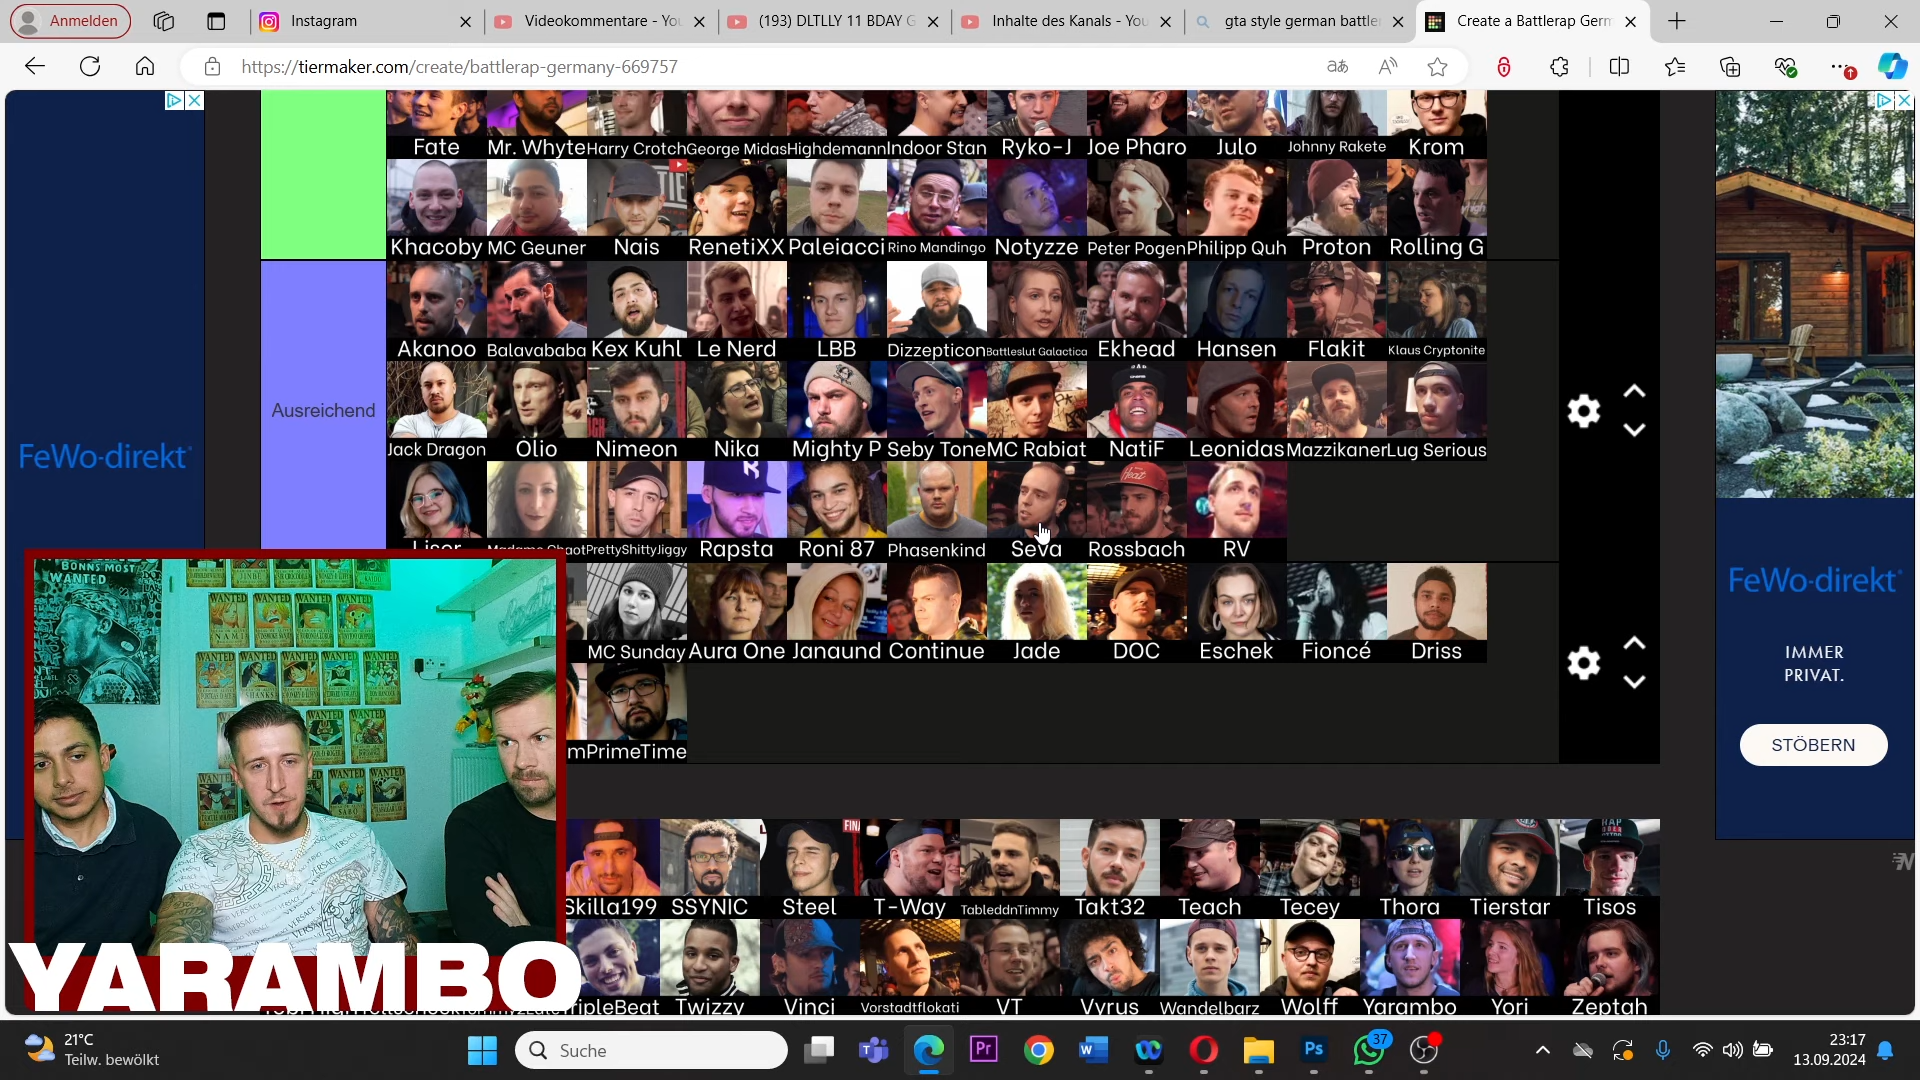 Anmelden
Instagram
Videokommentare - You
(193) DLTLLY 11 BDAY G
Inhalte des Kanals - You
gta style german battler
Create a Battlerap Germ
https://tiermaker.com/create/battlerap-germany-669757
Fate Mr. Whyte Harry Crotch George Midas Highdemann Indoor Stan Ryko-J Joe Pharo Julo Johnny Rakete Krom
Khacoby MC Geuner Nais RenetiXX Paleiacci Rino Mandingo Notyzze Peter Pogen Philipp Quh Proton Rolling G
Akanoo Balavababa Kex Kuhl Le Nerd LBB Dizzepticon Battleslut Galactica Ekhead Hansen Flakit Klaus Cryptonite
Ausreichend
Jack Dragon Ölio Nimeon Nika Mighty P Seby Tone MC Rabiat NatiF Leonidas Mazzikaner Lug Serious
PrettyShittyJiggy Rapsta Roni 87 Phasenkind Seva Rossbach RV
MC Sunday Aura One Janaund Continue Jade DOC Eschek Fioncé Driss
mPrimeTime
Skilla199 SSYNIC Steel T-Way TableddnTimmy Takt32 Teach Tecey Thora Tierstar Tisos
TripleBeat Twizzy Vinci Vorstadtflokati VT Vyrus Wandelbarz Wolff Yarambo Yori Zeptah
FeWo-direkt
FeWo-direkt
IMMER
PRIVAT.
STÖBERN
BONNS MOST
WANTED
YARAMBO
21°C
Teilw. bewölkt
Suche
37
23:17
13.09.2024